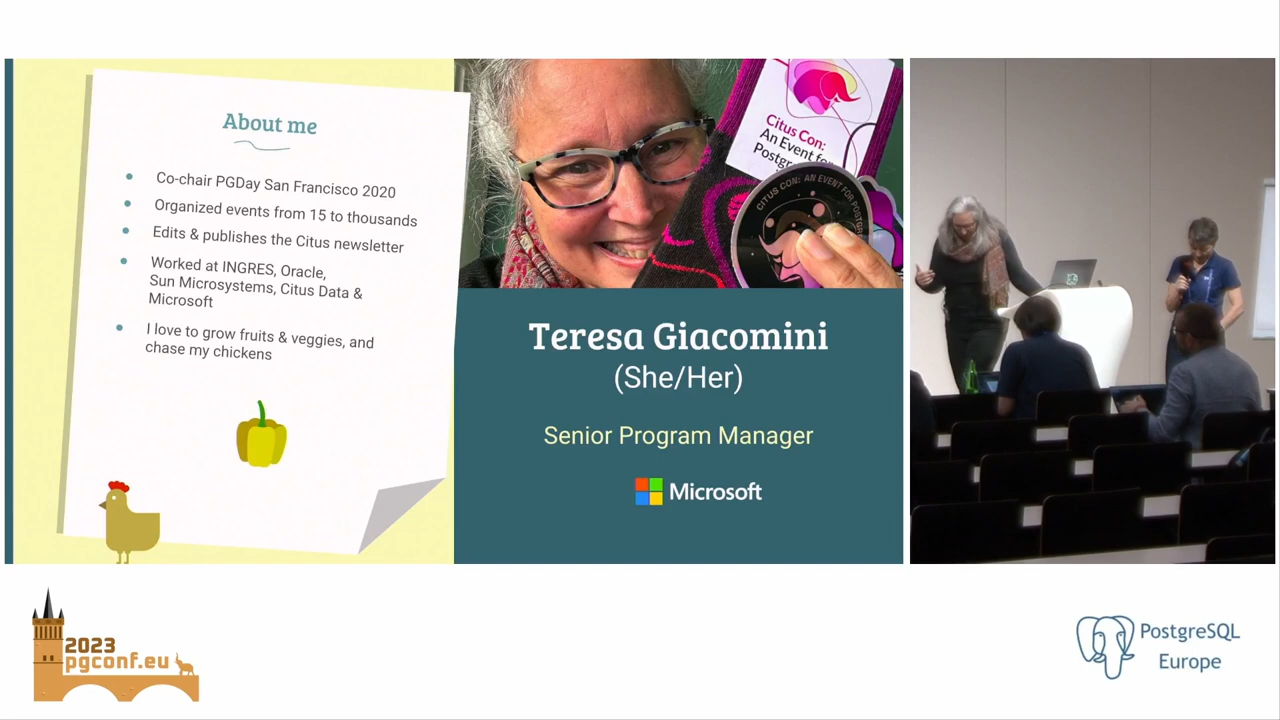 About me
Co-chair PGDay San Francisco 2020
Organized events from 15 to thousands
Edits & publishes the Citus newsletter
Worked at INGRES, Oracle,
Sun Microsystems, Citus Data &
Microsoft
I love to grow fruits & veggies, and
chase my chickens
Citus Con:
An Event for
Postgr
CITUS CON: AN EVENT FOR POSTGR
Teresa Giacomini
(She/Her)
Senior Program Manager
Microsoft
2023
pgconf.eu
PostgreSQL
Europe